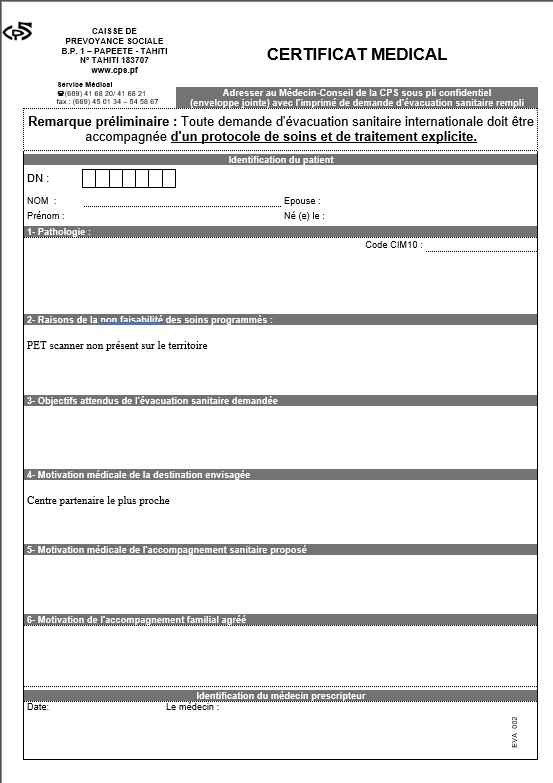 CPS
CAISSE DE
PREVOYANCE SOCIALE
B.P. 1 – PAPEETE - TAHITI
N° TAHITI 183707
www.cps.pf
Service Médical
☎(689) 41 68 20/ 41 68 21
fax : (689) 45 01 34 – 54 58 67
CERTIFICAT MEDICAL
Adresser au Médecin-Conseil de la CPS sous pli confidentiel
(enveloppe jointe) avec l'imprimé de demande d'évacuation sanitaire rempli
Remarque préliminaire : Toute demande d'évacuation sanitaire internationale doit être
accompagnée d'un protocole de soins et de traitement explicite.
Identification du patient
DN :
NOM : Epouse :
Prénom : Né (e) le :
1- Pathologie :
Code CIM10 :
2- Raisons de la non faisabilité des soins programmés :
PET scanner non présent sur le territoire
3- Objectifs attendus de l'évacuation sanitaire demandée
4- Motivation médicale de la destination envisagée
Centre partenaire le plus proche
5- Motivation médicale de l'accompagnement sanitaire proposé
6- Motivation de l'accompagnement familial agréé
Identification du médecin prescripteur
Date: Le médecin :
EVA 002